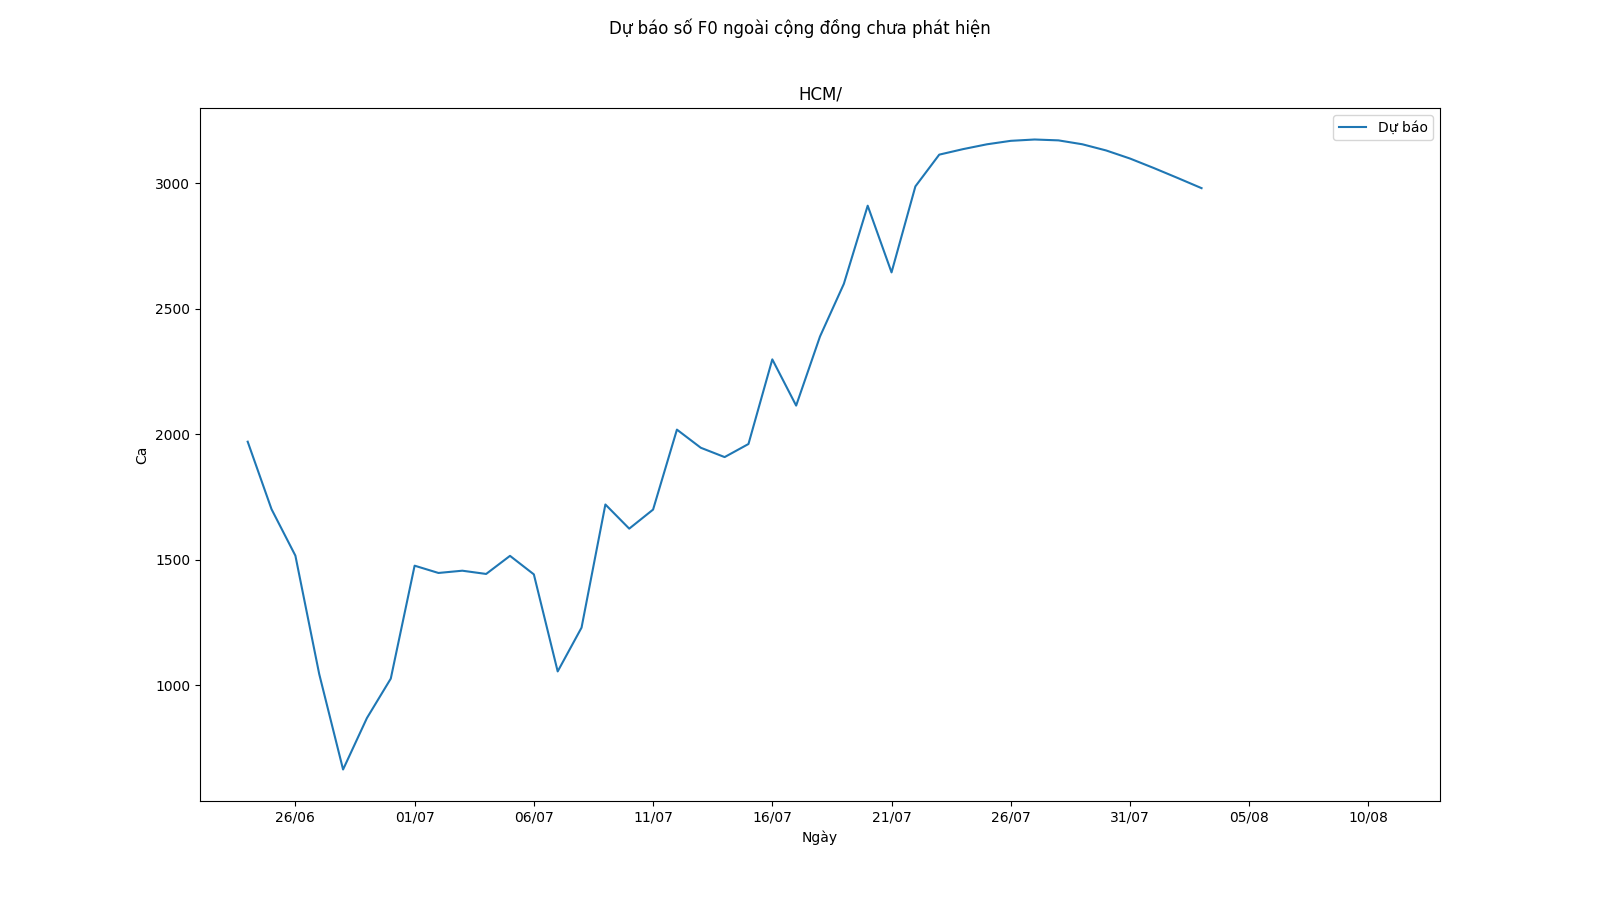 Dự báo số F0 ngoài cộng đồng chưa phát hiện
HCM/
Dự báo
3000
2500
2000
1500
1000
Ca
26/06 01/07 06/07 11/07 16/07 21/07 26/07 31/07 05/08 10/08
Ngày